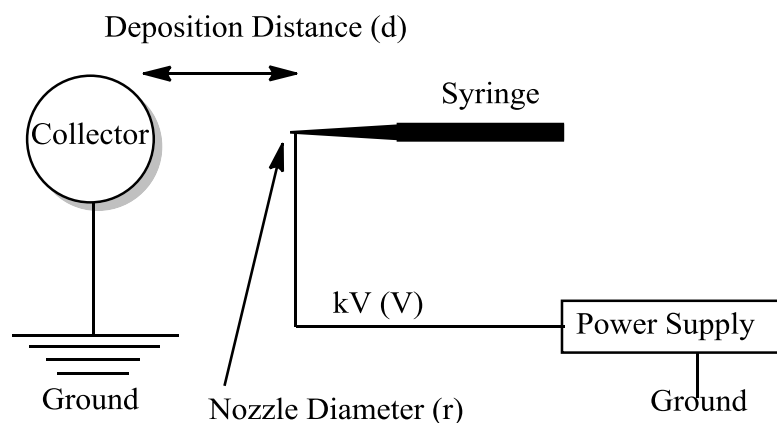 Deposition Distance (d)
Syringe
Collector
kV (V)
Power Supply
Ground
Ground
Nozzle Diameter (r)